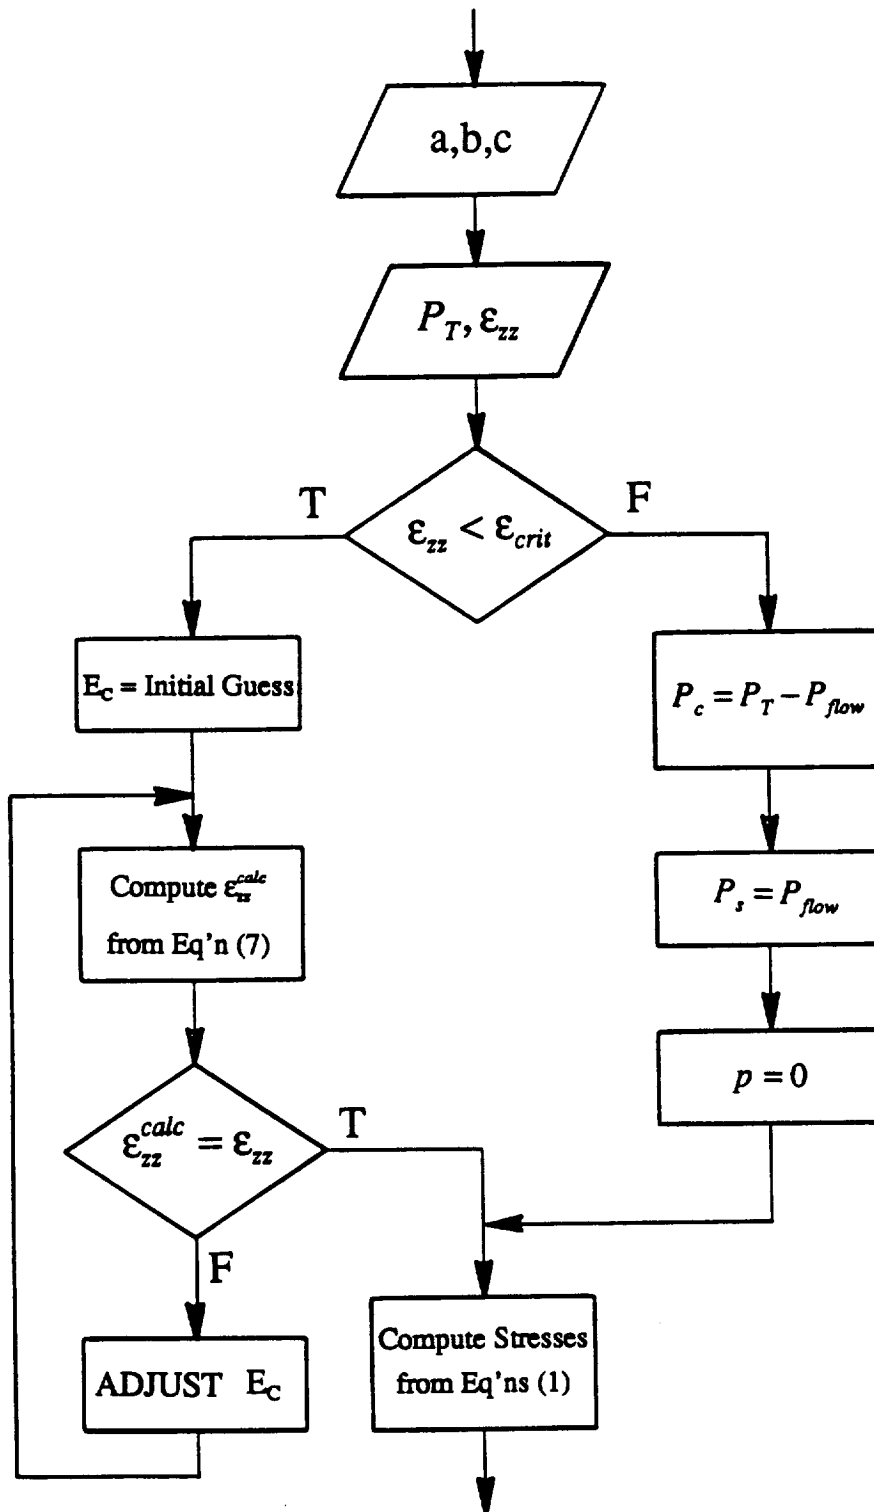 a,b,c
P_T, ε_zz
T
F
ε_zz < ε_crit
E_C = Initial Guess
P_c = P_T − P_flow
Compute ε_zz^calc
from Eq'n (7)
P_s = P_flow
p = 0
ε_zz^calc = ε_zz
T
F
ADJUST E_C
Compute Stresses
from Eq'ns (1)